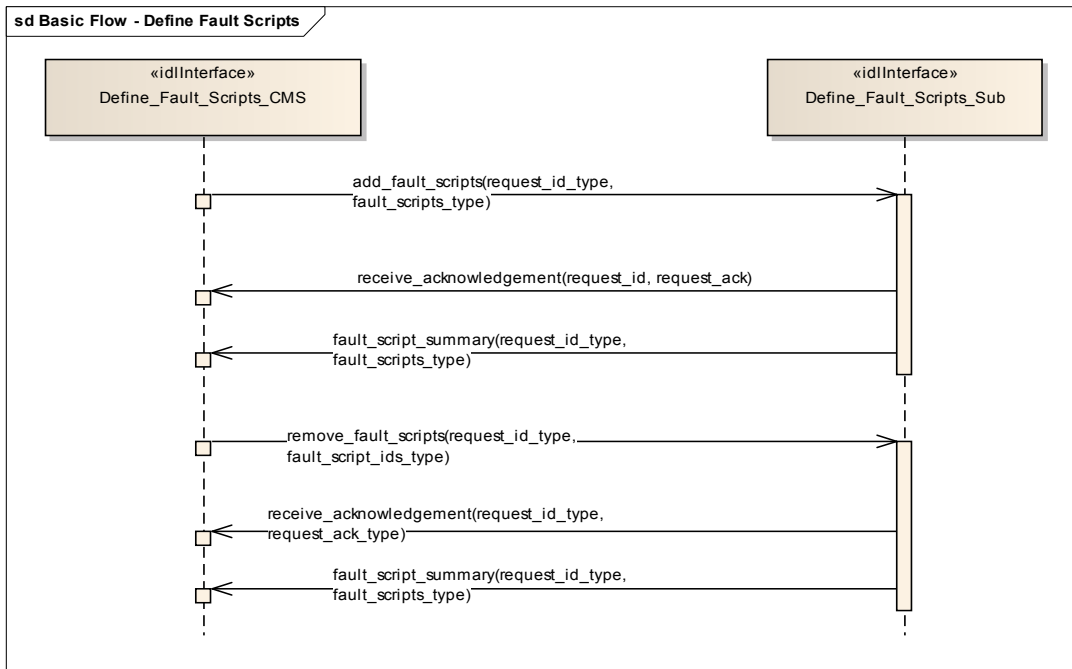 sd Basic Flow - Define Fault Scripts
«idlInterface»
Define_Fault_Scripts_CMS
«idlInterface»
Define_Fault_Scripts_Sub
add_fault_scripts(request_id_type,
fault_scripts_type)
receive_acknowledgement(request_id, request_ack)
fault_script_summary(request_id_type,
fault_scripts_type)
remove_fault_scripts(request_id_type,
fault_script_ids_type)
receive_acknowledgement(request_id_type,
request_ack_type)
fault_script_summary(request_id_type,
fault_scripts_type)